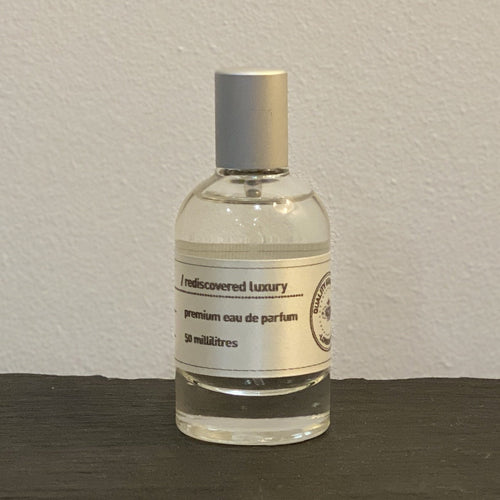 / rediscovered luxury
premium eau de parfum
50 millilitres